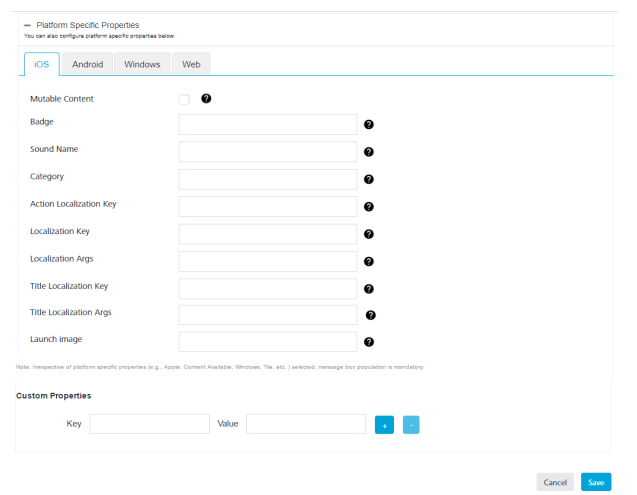 − Platform Specific Properties
You can also configure platform specific properties below.
iOS Android Windows Web
Mutable Content ?
Badge ?
Sound Name ?
Category ?
Action Localization Key ?
Localization Key ?
Localization Args ?
Title Localization Key ?
Title Localization Args ?
Launch image ?
Note: Irrespective of platform specific properties (e.g., Apple: Content Available, Windows: Tile, etc. ) selected, message box population is mandatory.
Custom Properties
Key Value + -
Cancel Save